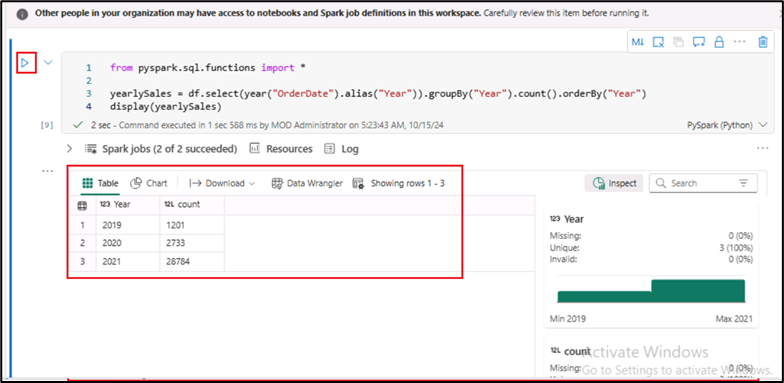 Other people in your organization may have access to notebooks and Spark job definitions in this workspace. Carefully review this item before running it.
M↓
1 from pyspark.sql.functions import *
2
3 yearlySales = df.select(year("OrderDate").alias("Year")).groupBy("Year").count().orderBy("Year")
4 display(yearlySales)
[9] 2 sec - Command executed in 1 sec 588 ms by MOD Administrator on 5:23:43 AM, 10/15/24 PySpark (Python)
Spark jobs (2 of 2 succeeded) Resources Log
Table Chart Download Data Wrangler Showing rows 1 - 3 Inspect Search
123 Year 12L count
1 2019 1201
2 2020 2733
3 2021 28784
123 Year
Missing: 0 (0%)
Unique: 3 (100%)
Invalid: 0 (0%)
Min 2019 Max 2021
12L count
Activate Windows
Missing: 0 (0%)
Go to Settings to activate Windows.